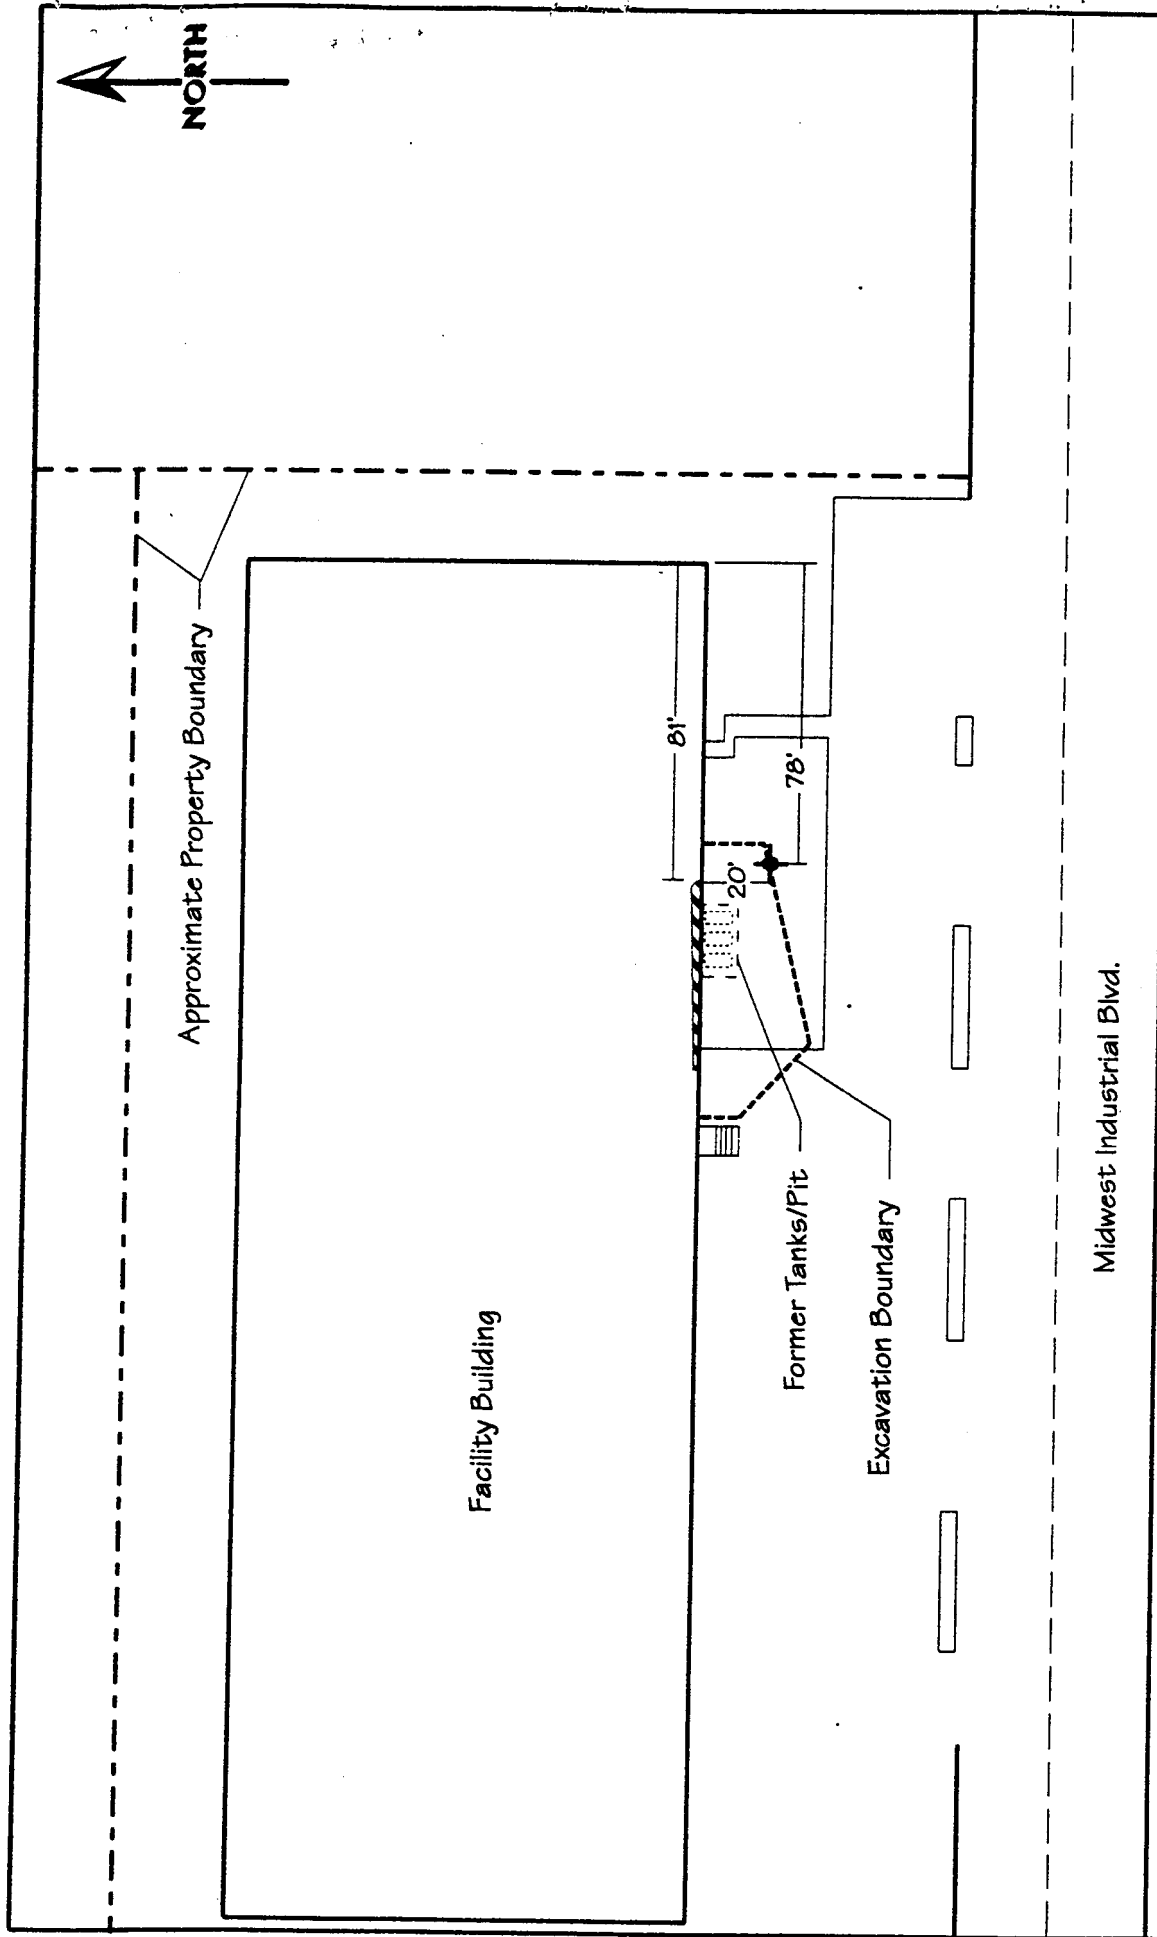 NORTH
Approximate Property Boundary
81'
78'
20'
Facility Building
Former Tanks/Pit
Excavation Boundary
Midwest Industrial Blvd.